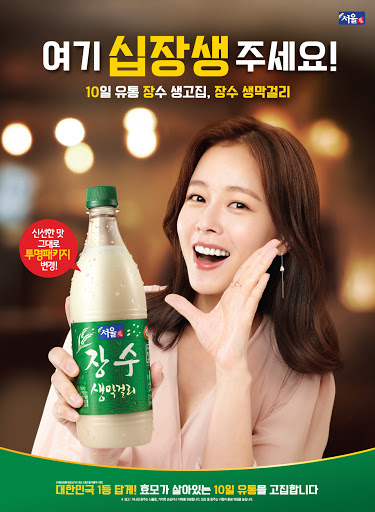 서울
여기 십장생 주세요!
10일 유통 장수 생고집, 장수 생막걸리
신선한 맛
그대로
투명패키지
변경!
서울
장수
생막걸리
대한민국 1등 답게! 효모가 살아있는 10일 유통을 고집합니다